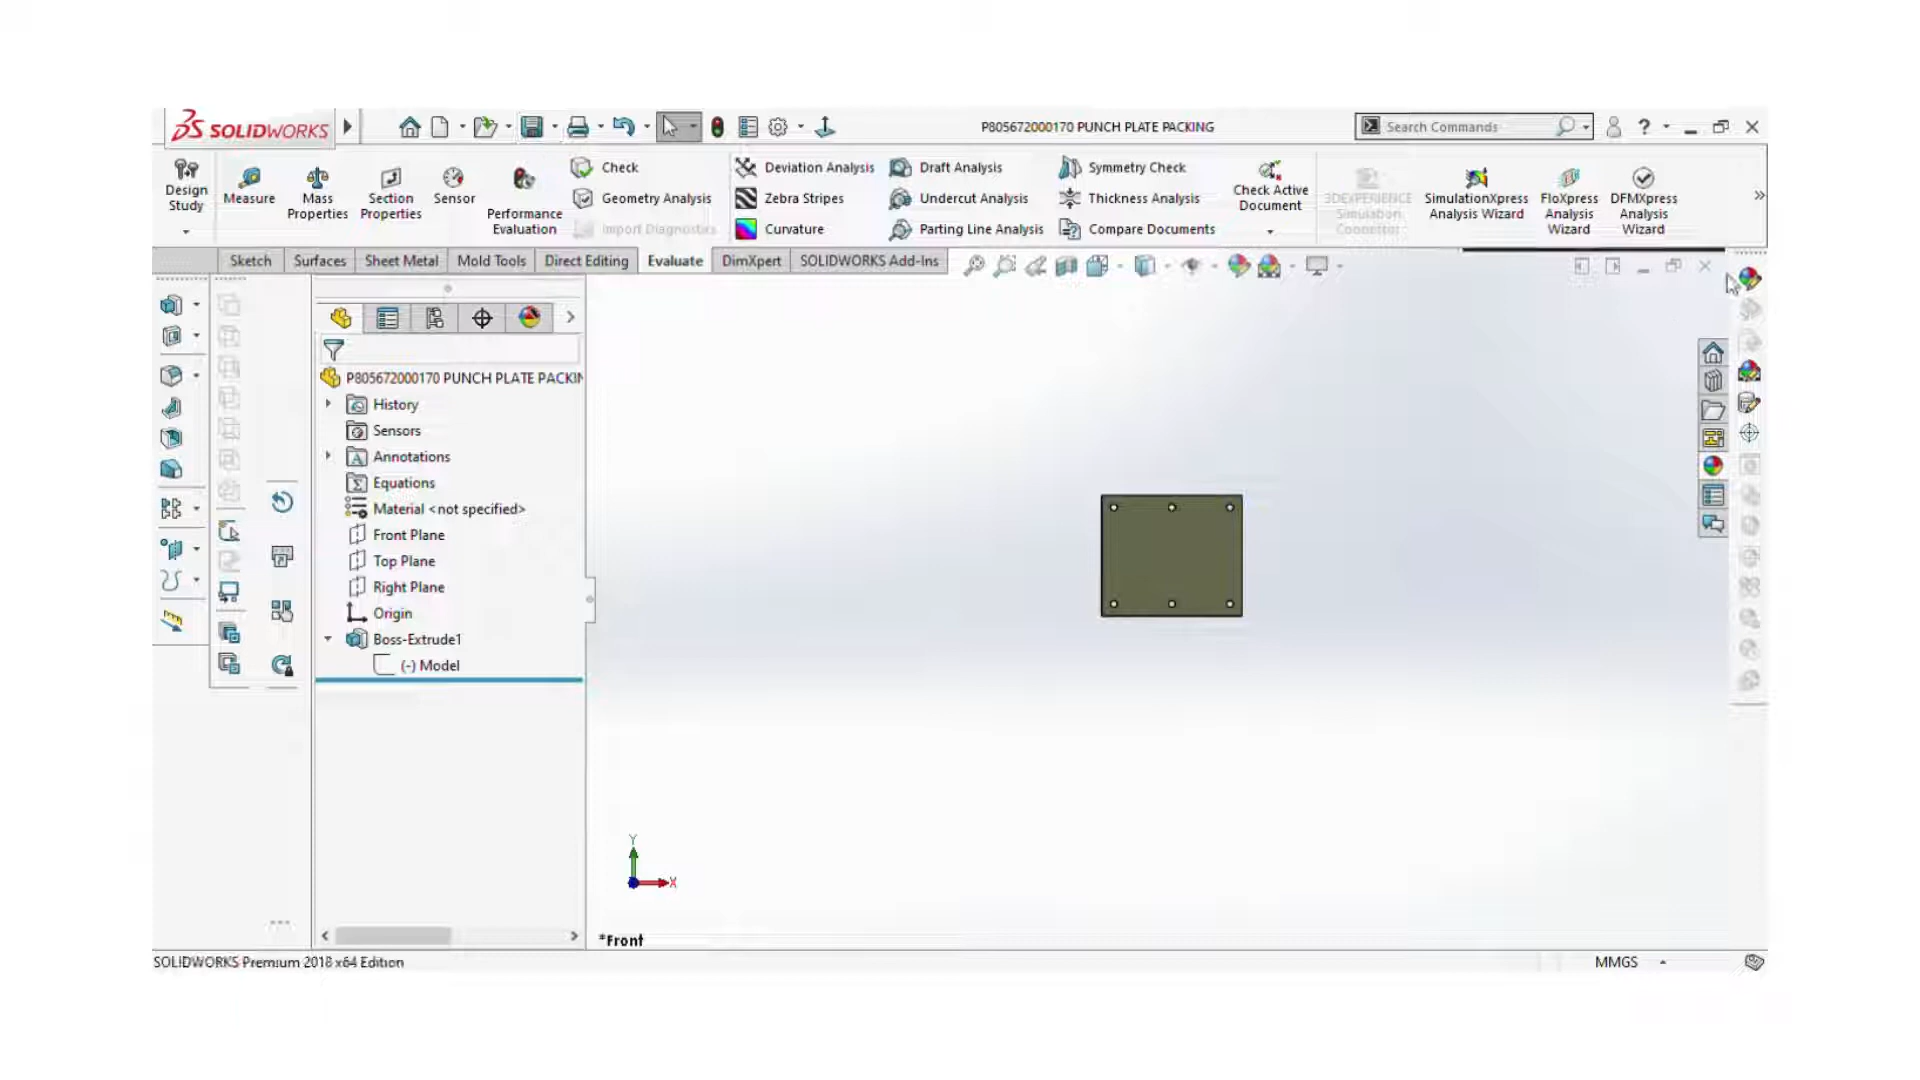 SOLIDWORKS
P805672000170 PUNCH PLATE PACKING
Search Commands
?
Design Study
Measure
Mass Properties
Section Properties
Sensor
Performance Evaluation
Check
Geometry Analysis
Import Diagnostics
Deviation Analysis
Zebra Stripes
Curvature
Draft Analysis
Undercut Analysis
Parting Line Analysis
Symmetry Check
Thickness Analysis
Compare Documents
Check Active Document
3DEXPERIENCE Simulation Connector
SimulationXpress Analysis Wizard
FloXpress Analysis Wizard
DFMXpress Analysis Wizard
Sketch
Surfaces
Sheet Metal
Mold Tools
Direct Editing
Evaluate
DimXpert
SOLIDWORKS Add-Ins
P805672000170 PUNCH PLATE PACKIN
History
Sensors
Annotations
Equations
Material <not specified>
Front Plane
Top Plane
Right Plane
Origin
Boss-Extrude1
(-) Model
Y
X
*Front
SOLIDWORKS Premium 2018 x64 Edition
MMGS